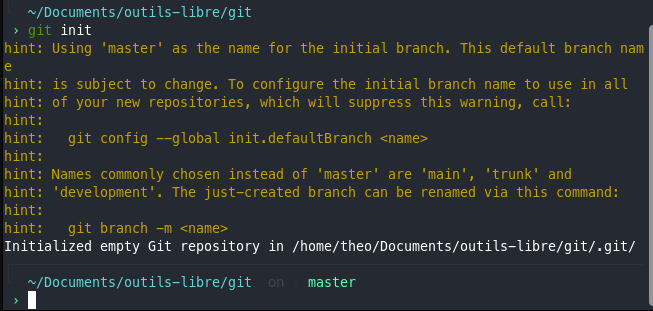 ~/Documents/outils-libre/git
› git init
hint: Using 'master' as the name for the initial branch. This default branch nam
e
hint: is subject to change. To configure the initial branch name to use in all
hint: of your new repositories, which will suppress this warning, call:
hint:
hint:   git config --global init.defaultBranch <name>
hint:
hint: Names commonly chosen instead of 'master' are 'main', 'trunk' and
hint: 'development'. The just-created branch can be renamed via this command:
hint:
hint:   git branch -m <name>
Initialized empty Git repository in /home/theo/Documents/outils-libre/git/.git/
~/Documents/outils-libre/git on master
›